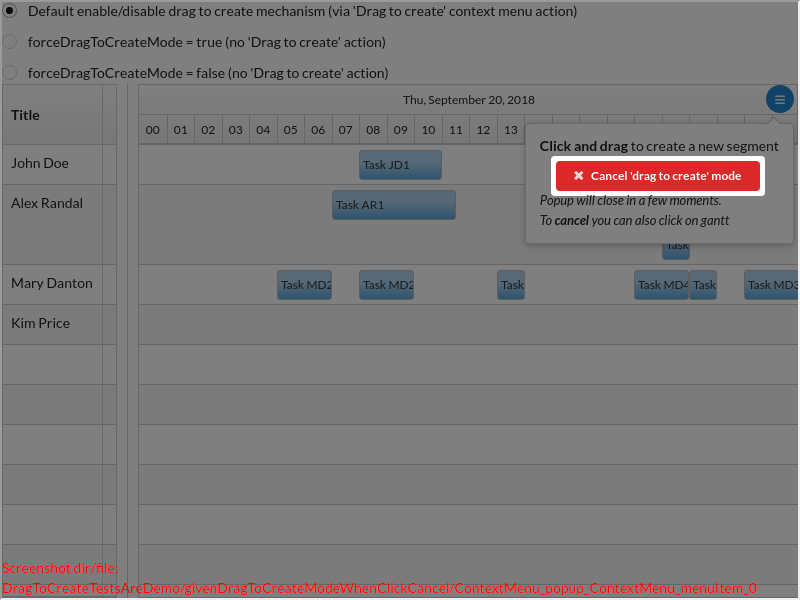 Default enable/disable drag to create mechanism (via 'Drag to create' context menu action)
forceDragToCreateMode = true (no 'Drag to create' action)
forceDragToCreateMode = false (no 'Drag to create' action)
Title
Thu, September 20, 2018
00 01 02 03 04 05 06 07 08 09 10 11 12 13
Click and drag to create a new segment
✖ Cancel 'drag to create' mode
Popup will close in a few moments.
To cancel you can also click on gantt
John Doe
Task JD1
Alex Randal
Task AR1
Task
Mary Danton
Task MD2 Task MD2 Task Task MD4 Task Task MD3
Kim Price
Screenshot dir/file:
DragToCreateTestsAreDemo/givenDragToCreateModeWhenClickCancel/ContextMenu_popup_ContextMenu_menuItem_0